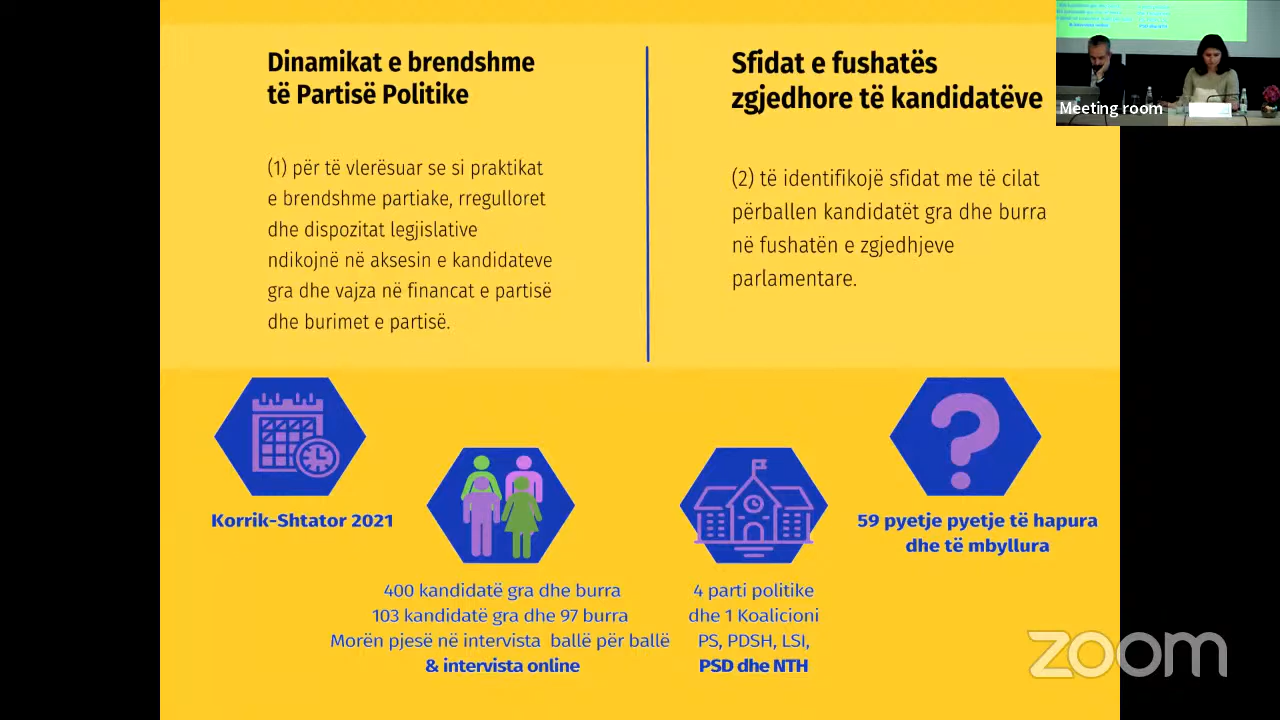 Dinamikat e brendshme
të Partisë Politike
(1) për të vlerësuar se si praktikat
e brendshme partiake, rregulloret
dhe dispozitat legjislative
ndikojnë në aksesin e kandidateve
gra dhe vajza në financat e partisë
dhe burimet e partisë.
Sfidat e fushatës
zgjedhore të kandidatëve
(2) të identifikojë sfidat me të cilat
përballen kandidatët gra dhe burra
në fushatën e zgjedhjeve
parlamentare.
Meeting room
Korrik-Shtator 2021
400 kandidatë gra dhe burra
103 kandidatë gra dhe 97 burra
Morën pjesë në intervista ballë për ballë
& intervista online
4 parti politike
dhe 1 Koalicioni
PS, PDSH, LSI,
PSD dhe NTH
59 pyetje pyetje të hapura
dhe të mbyllura
zoom